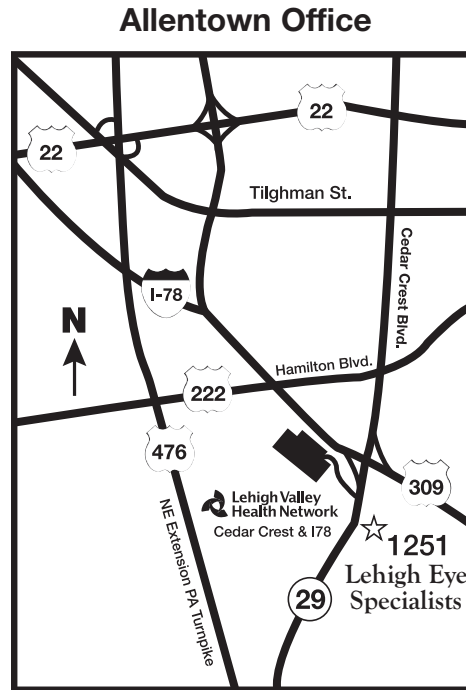 Allentown Office
22
22
Tilghman St.
Cedar Crest Blvd.
I-78
N
Hamilton Blvd.
222
476
309
Lehigh Valley
Health Network
Cedar Crest & I78
NE Extension PA Turnpike
1251
Lehigh Eye
Specialists
29